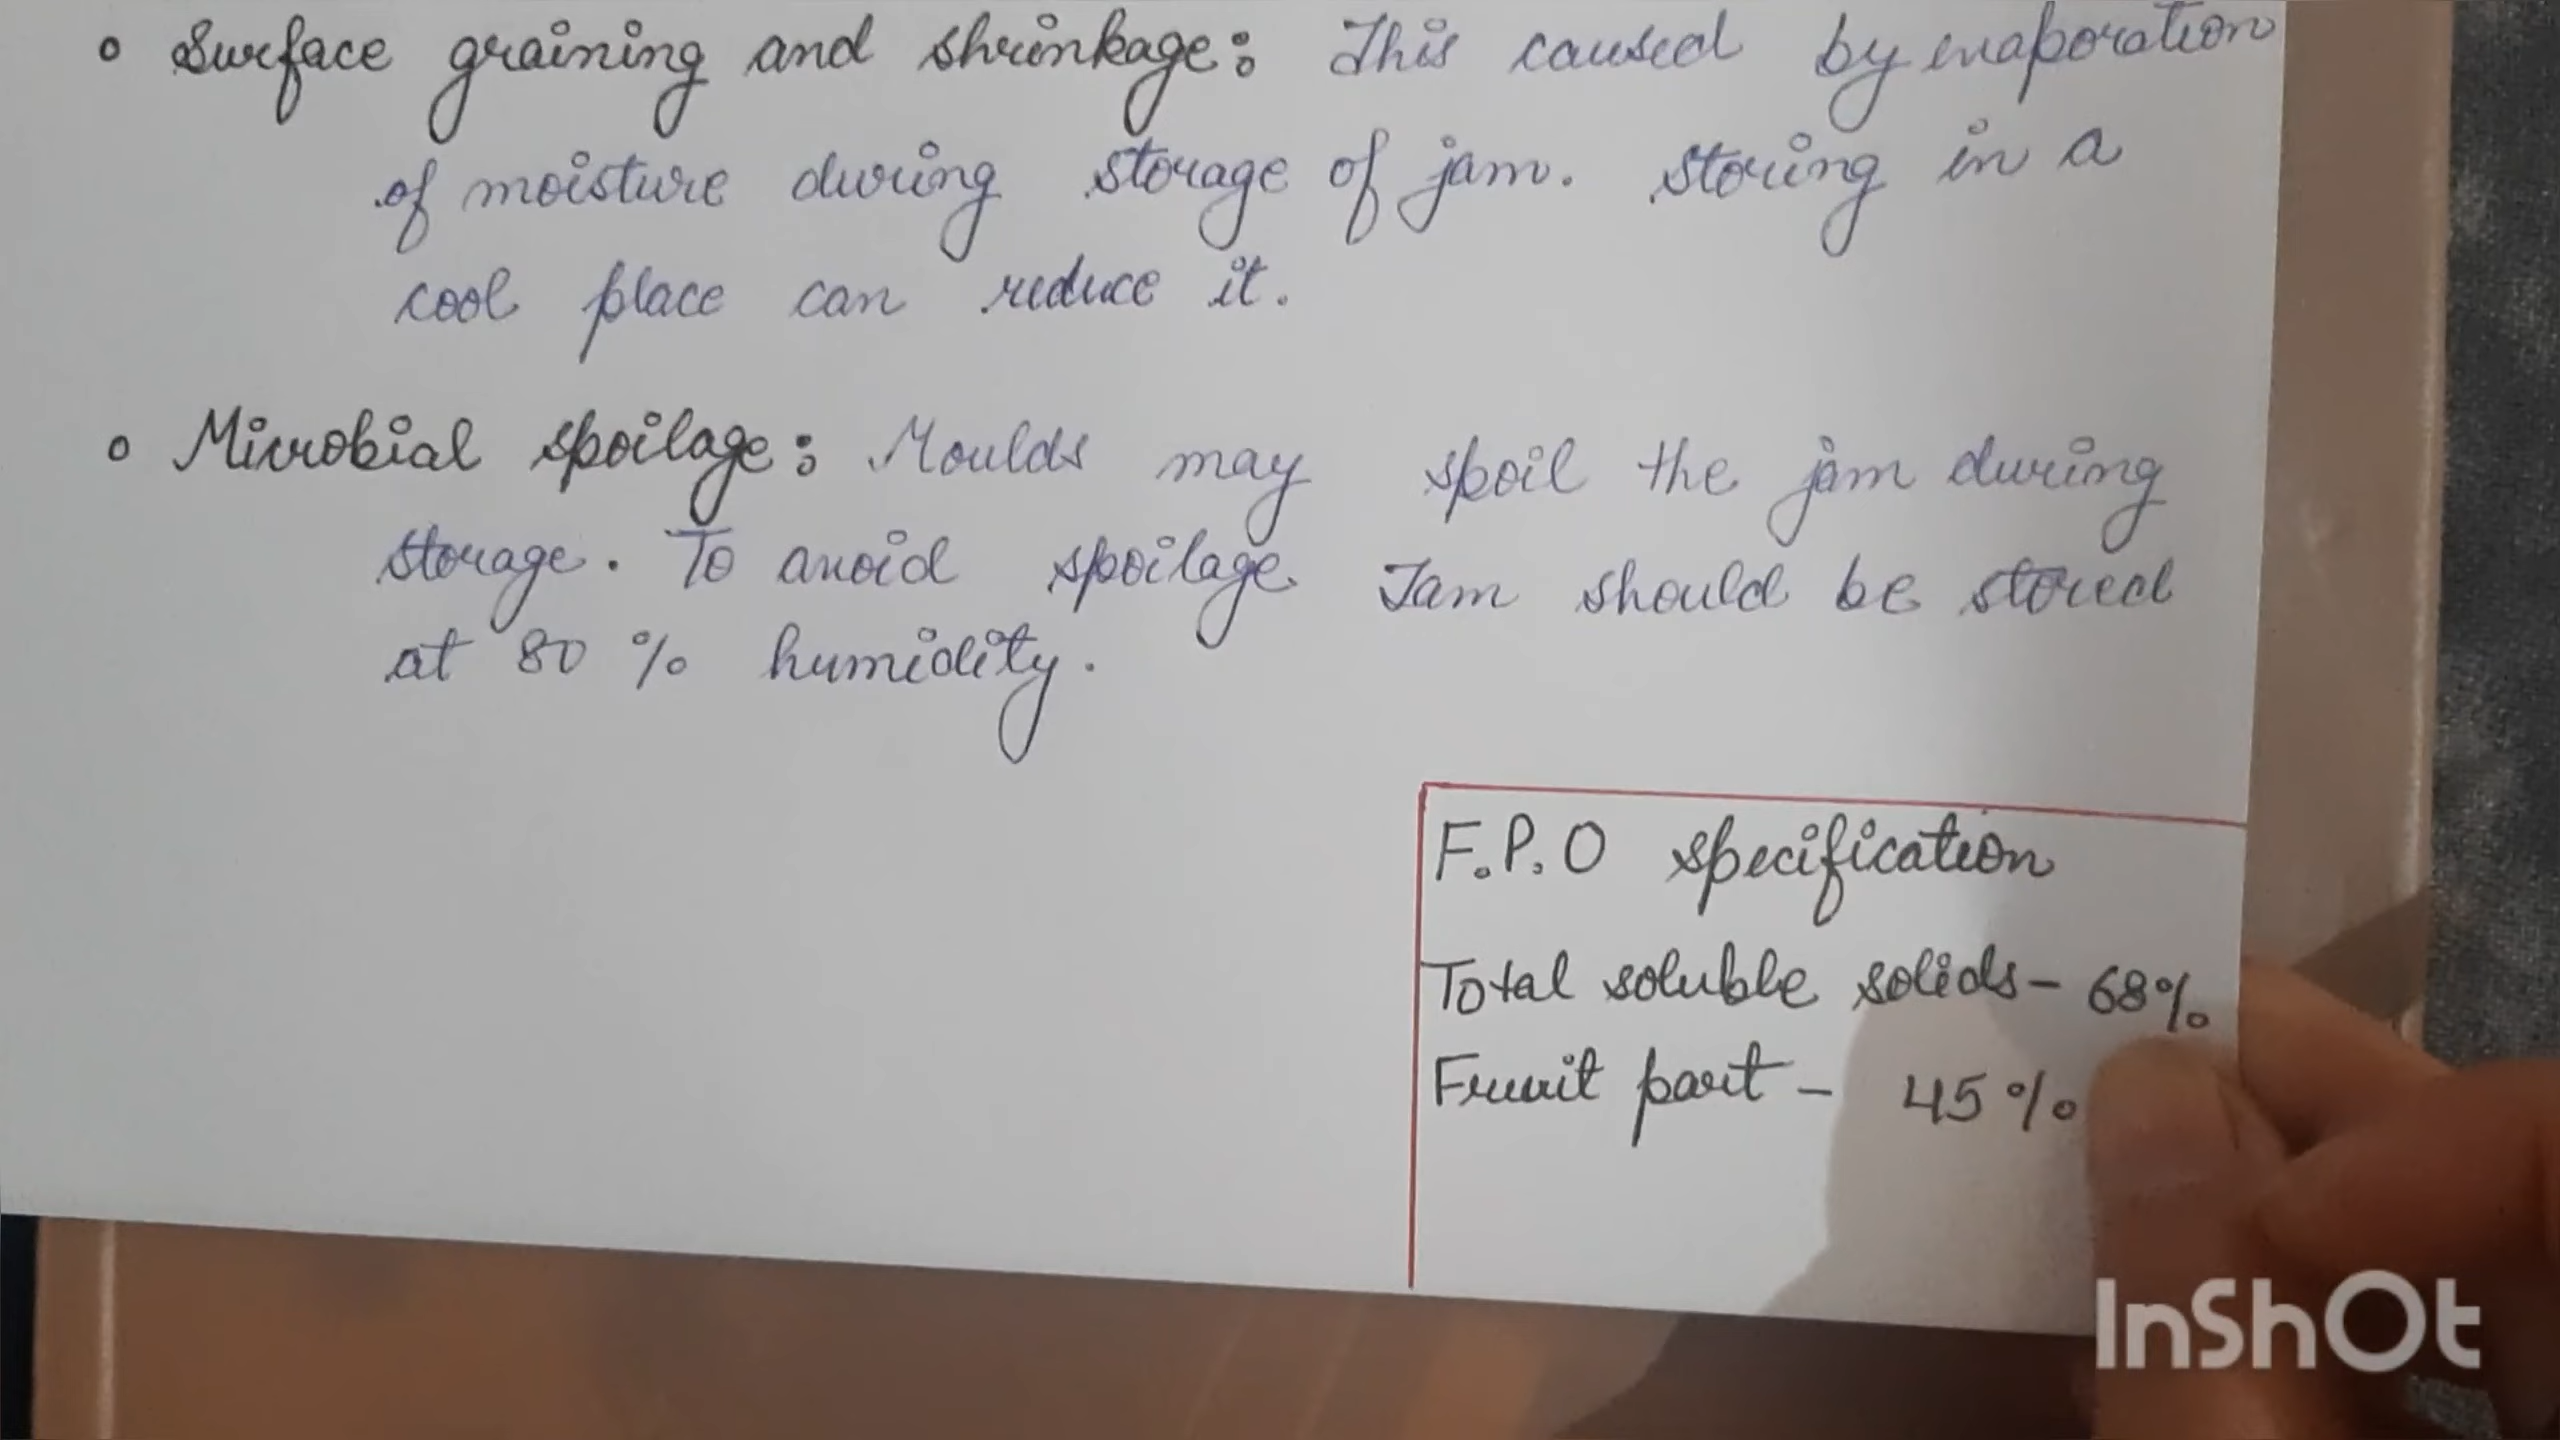 ° Surface graining and shrinkage: This caused by evaporation
of moisture during storage of jam. storing in a
cool place can reduce it.
° Microbial spoilage: Moulds may spoil the jam during
storage. To avoid spoilage Jam should be stored
at 80 % humidity.
F.P.O specification
Total soluble solids - 68%
Fruit part - 45%
InShOt